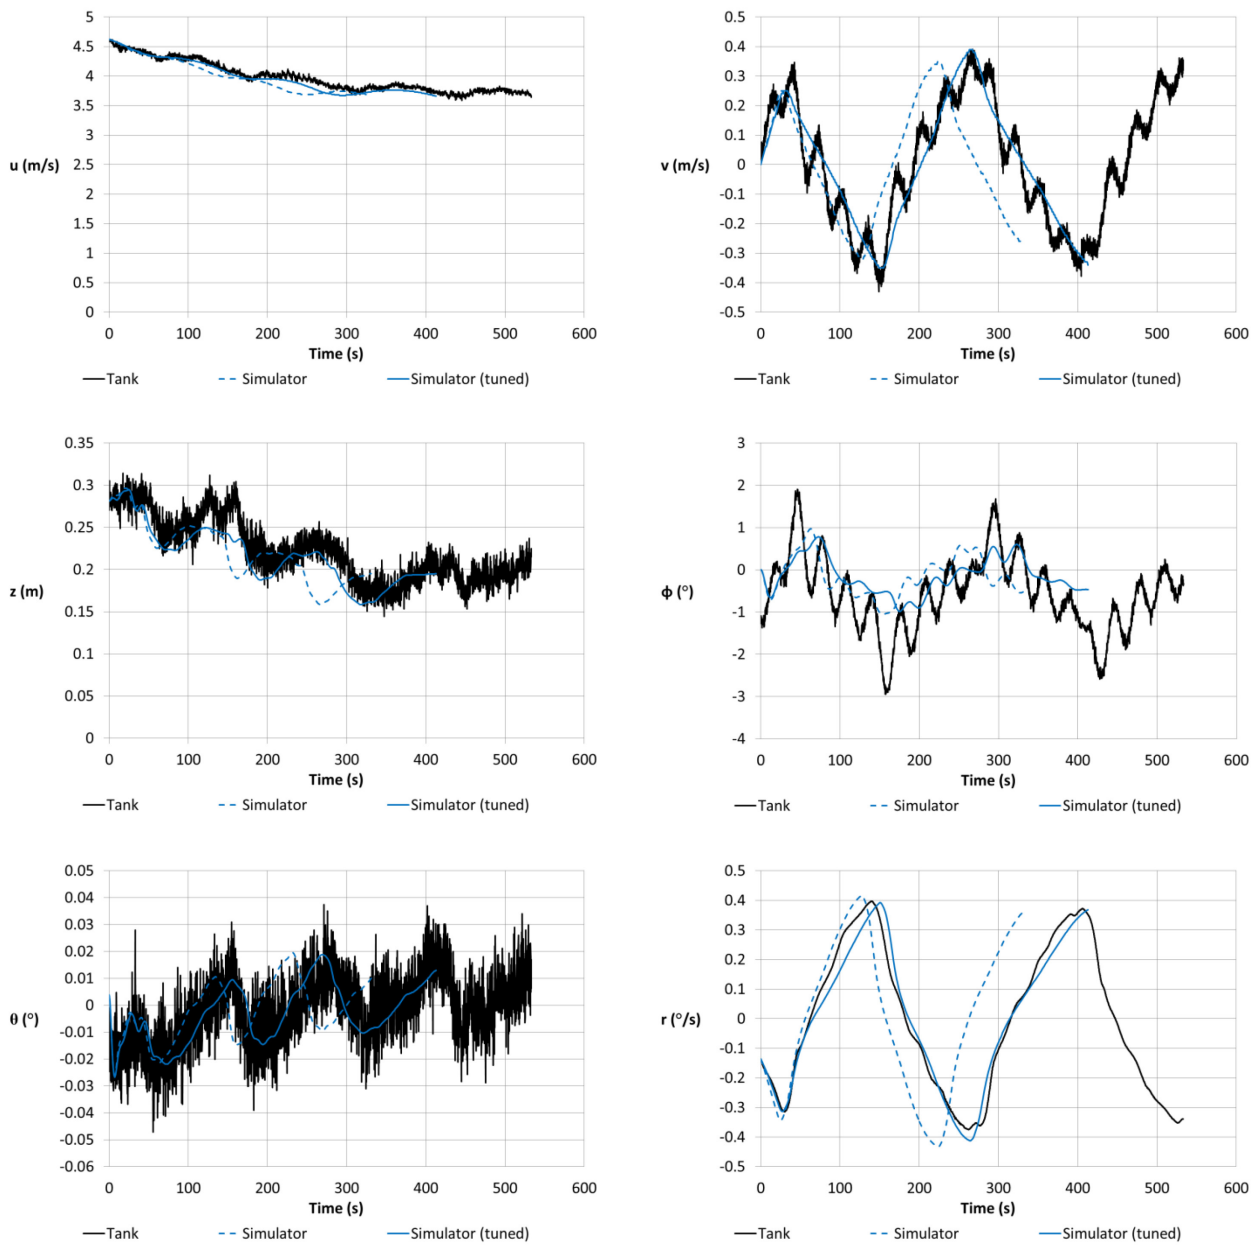 5
4.5
4
3.5
3
2.5
2
1.5
1
0.5
0
u (m/s)
0 100 200 300 400 500 600
Time (s)
Tank Simulator Simulator (tuned)
0.5
0.4
0.3
0.2
0.1
0
-0.1
-0.2
-0.3
-0.4
-0.5
v (m/s)
0 100 200 300 400 500 600
Time (s)
Tank Simulator Simulator (tuned)
0.35
0.3
0.25
0.2
0.15
0.1
0.05
0
z (m)
0 100 200 300 400 500 600
Time (s)
Tank Simulator Simulator (tuned)
3
2
1
0
-1
-2
-3
-4
ϕ (°)
0 100 200 300 400 500 600
Time (s)
Tank Simulator Simulator (tuned)
0.05
0.04
0.03
0.02
0.01
0
-0.01
-0.02
-0.03
-0.04
-0.05
-0.06
θ (°)
0 100 200 300 400 500 600
Time (s)
Tank Simulator Simulator (tuned)
0.5
0.4
0.3
0.2
0.1
0
-0.1
-0.2
-0.3
-0.4
-0.5
r (°/s)
0 100 200 300 400 500 600
Time (s)
Tank Simulator Simulator (tuned)